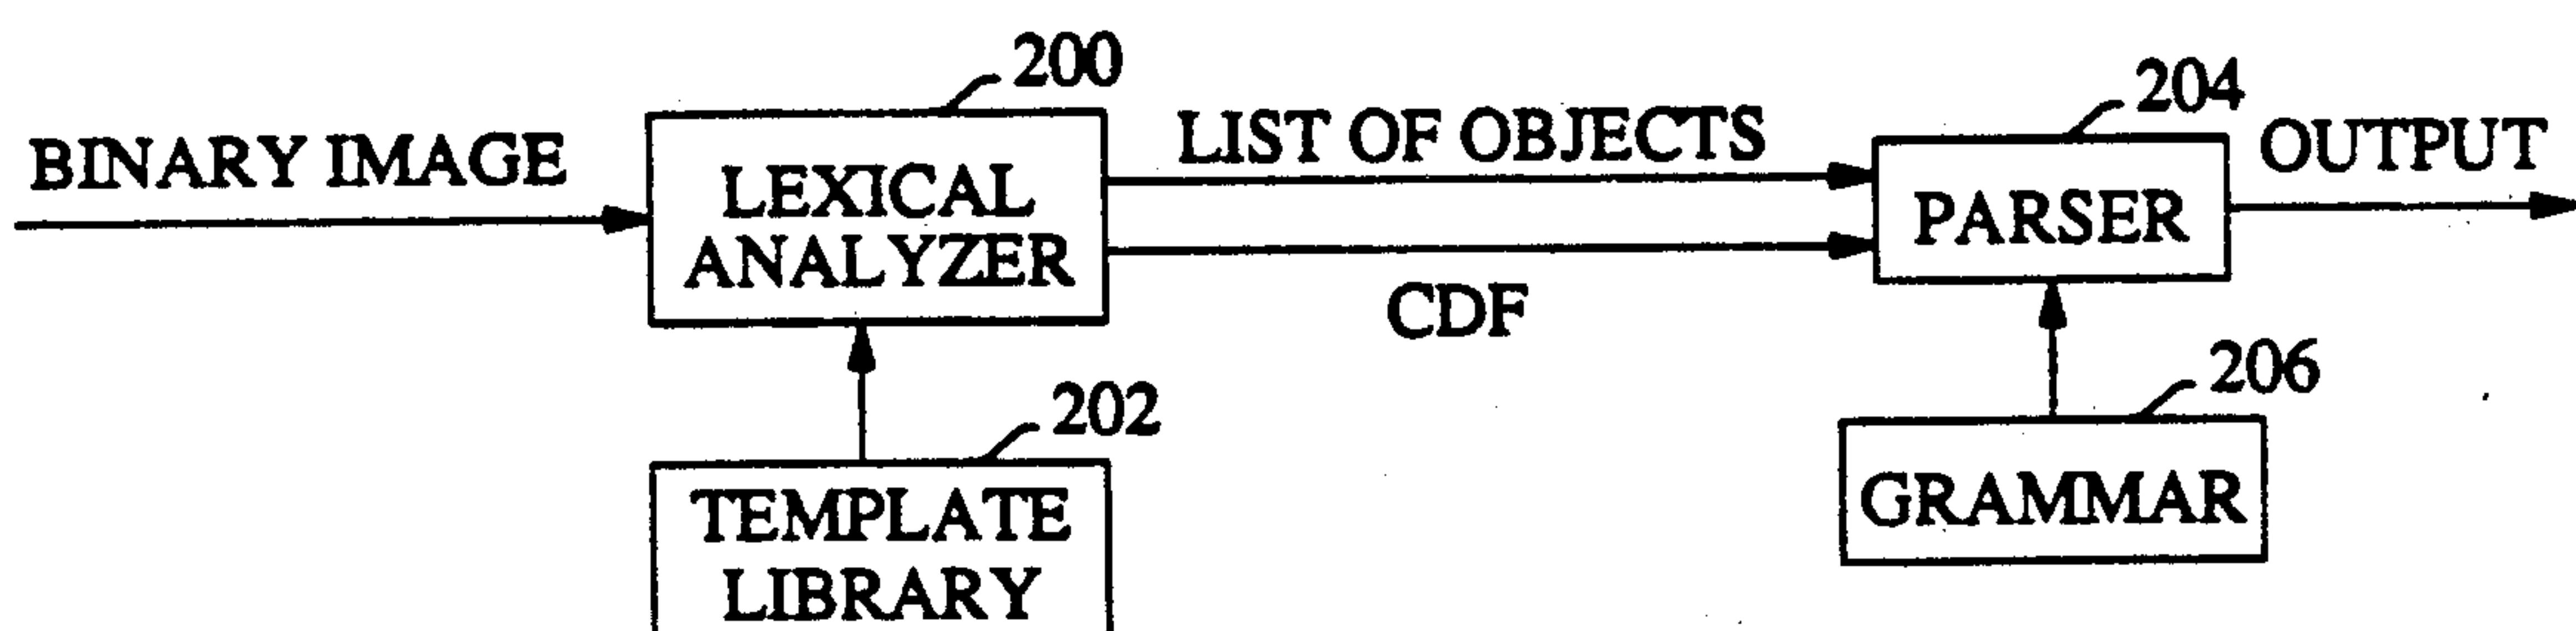 200
204
BINARY IMAGE
LIST OF OBJECTS
OUTPUT
LEXICAL
ANALYZER
PARSER
CDF
202
206
TEMPLATE
LIBRARY
GRAMMAR